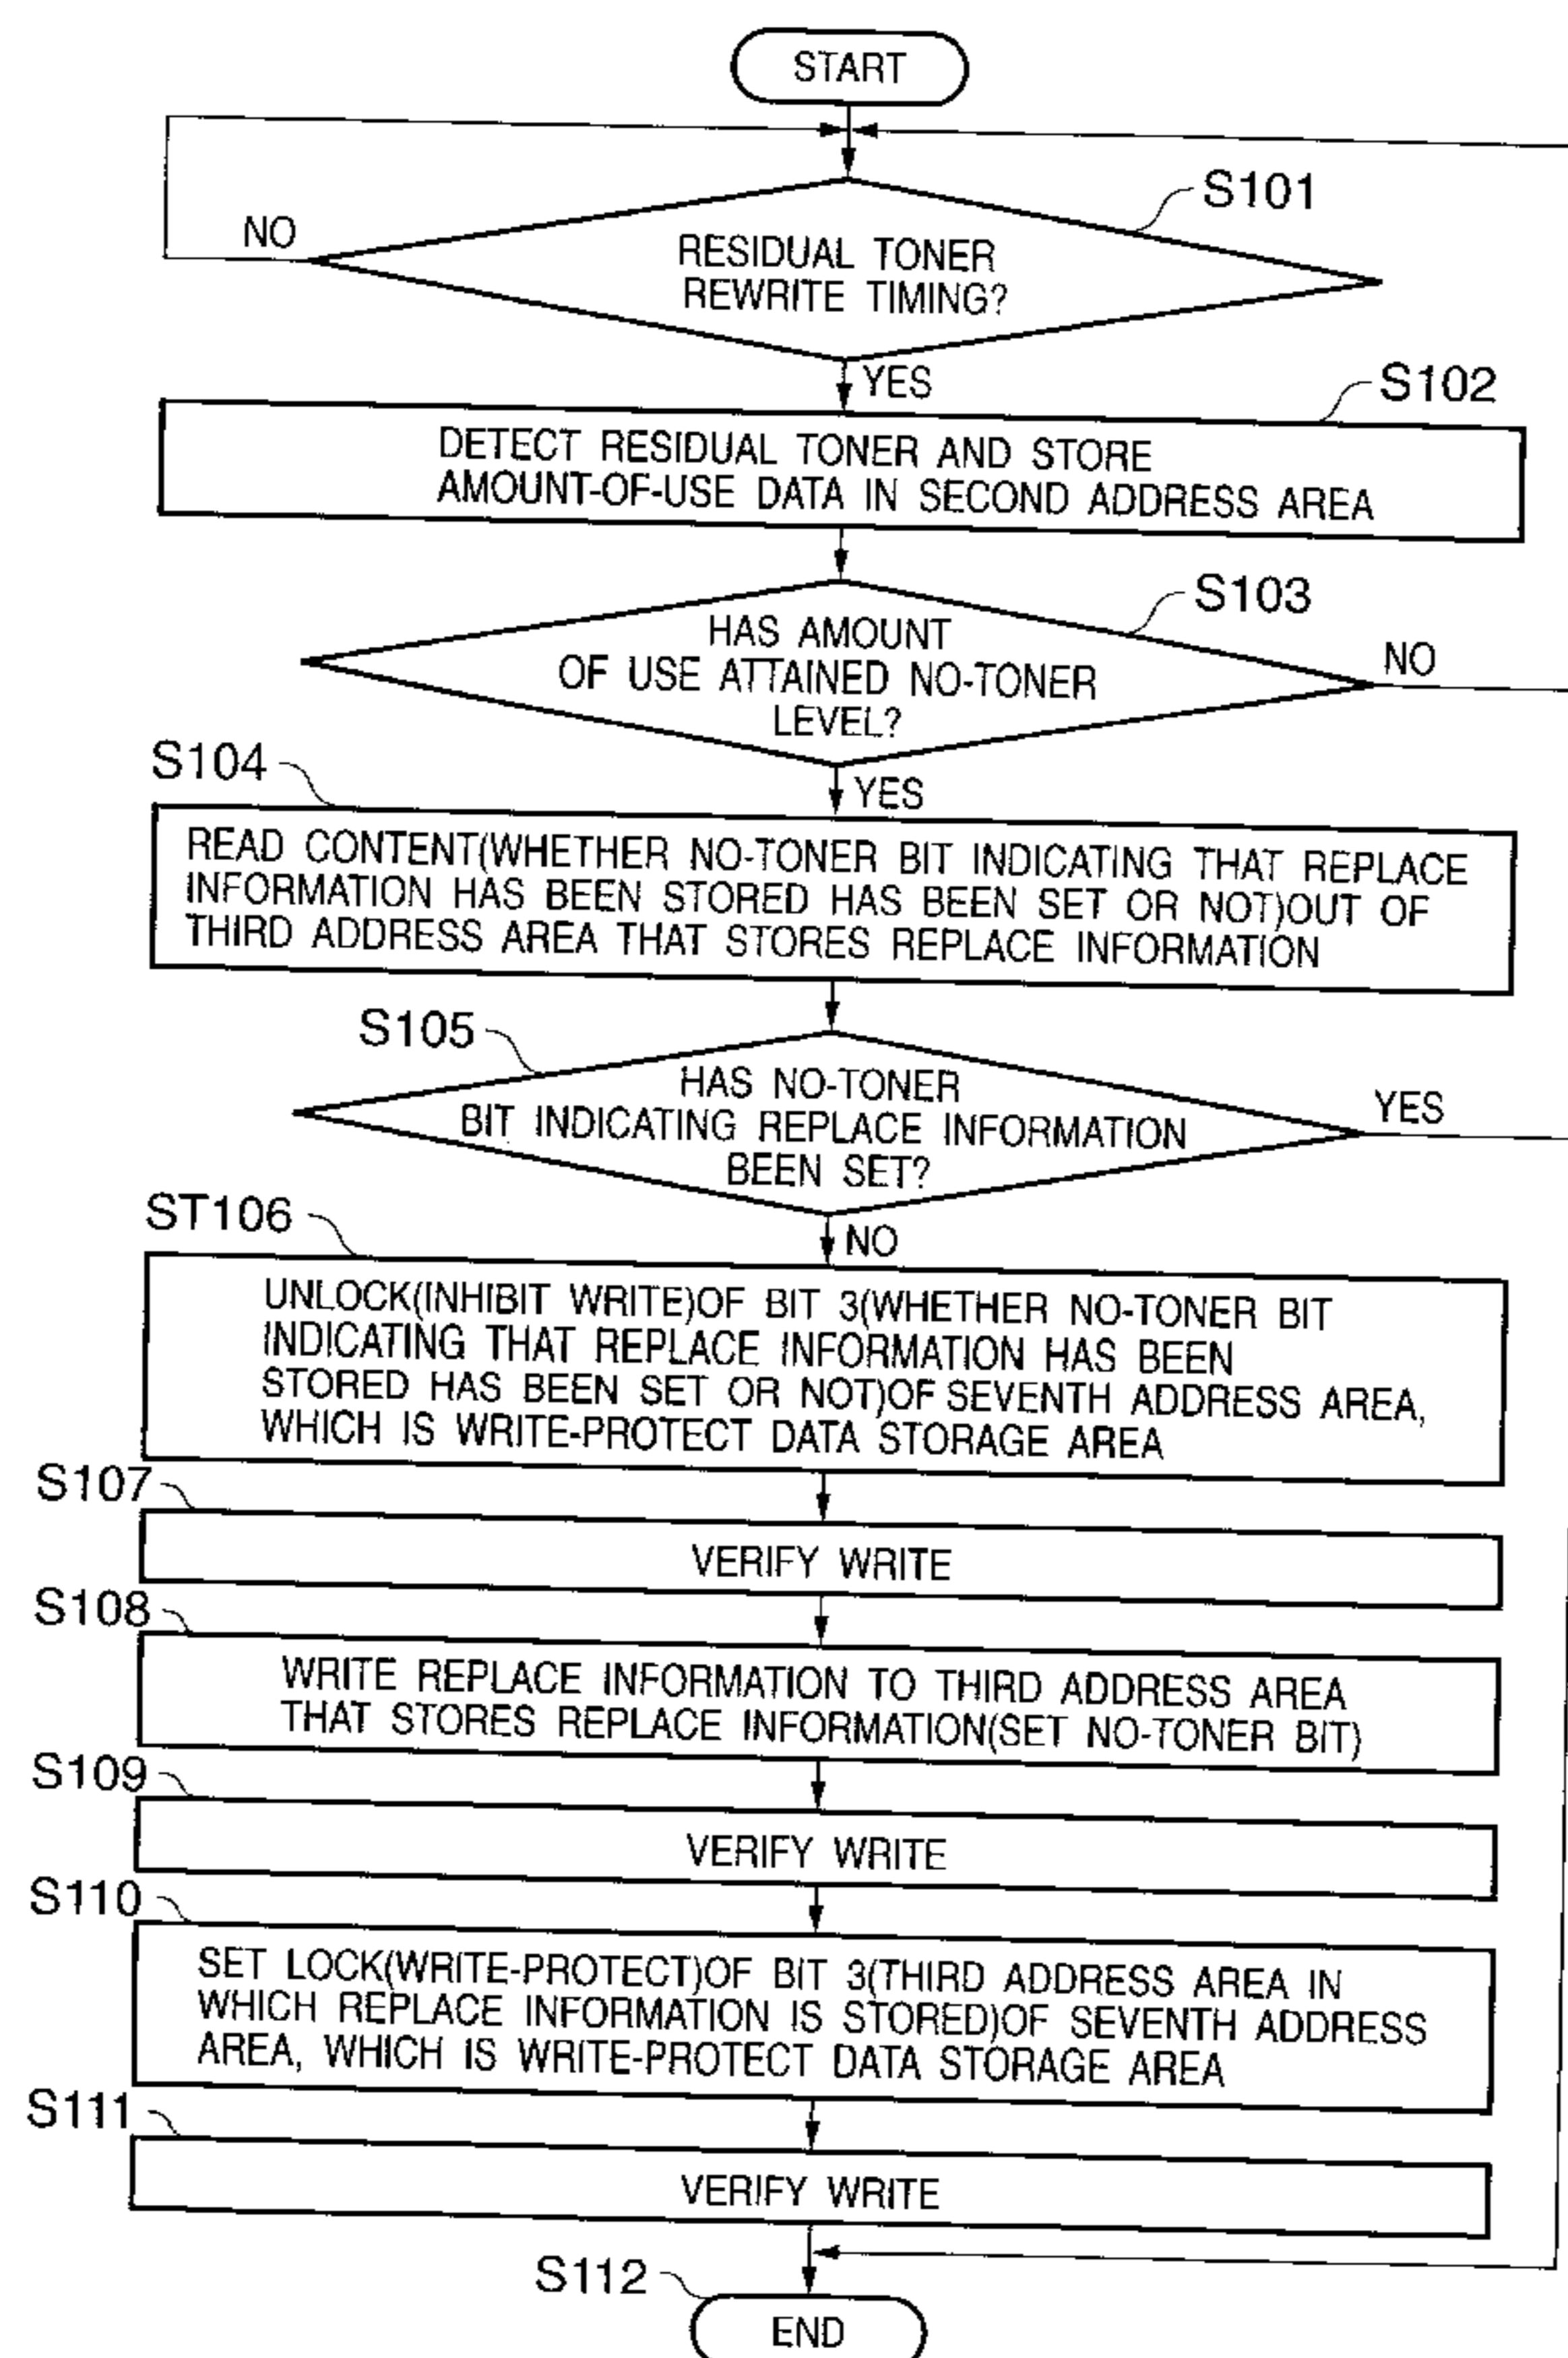 START
S101
NO
RESIDUAL TONER
REWRITE TIMING?
YES
S102
DETECT RESIDUAL TONER AND STORE
AMOUNT-OF-USE DATA IN SECOND ADDRESS AREA
S103
HAS AMOUNT
OF USE ATTAINED NO-TONER
LEVEL?
NO
S104
YES
READ CONTENT(WHETHER NO-TONER BIT INDICATING THAT REPLACE
INFORMATION HAS BEEN STORED HAS BEEN SET OR NOT)OUT OF
THIRD ADDRESS AREA THAT STORES REPLACE INFORMATION
S105
HAS NO-TONER
BIT INDICATING REPLACE INFORMATION
BEEN SET?
YES
ST106
NO
UNLOCK(INHIBIT WRITE)OF BIT 3(WHETHER NO-TONER BIT
INDICATING THAT REPLACE INFORMATION HAS BEEN
STORED HAS BEEN SET OR NOT)OF SEVENTH ADDRESS AREA,
WHICH IS WRITE-PROTECT DATA STORAGE AREA
S107
VERIFY WRITE
S108
WRITE REPLACE INFORMATION TO THIRD ADDRESS AREA
THAT STORES REPLACE INFORMATION(SET NO-TONER BIT)
S109
VERIFY WRITE
S110
SET LOCK(WRITE-PROTECT)OF BIT 3(THIRD ADDRESS AREA IN
WHICH REPLACE INFORMATION IS STORED)OF SEVENTH ADDRESS
AREA, WHICH IS WRITE-PROTECT DATA STORAGE AREA
S111
VERIFY WRITE
S112
END